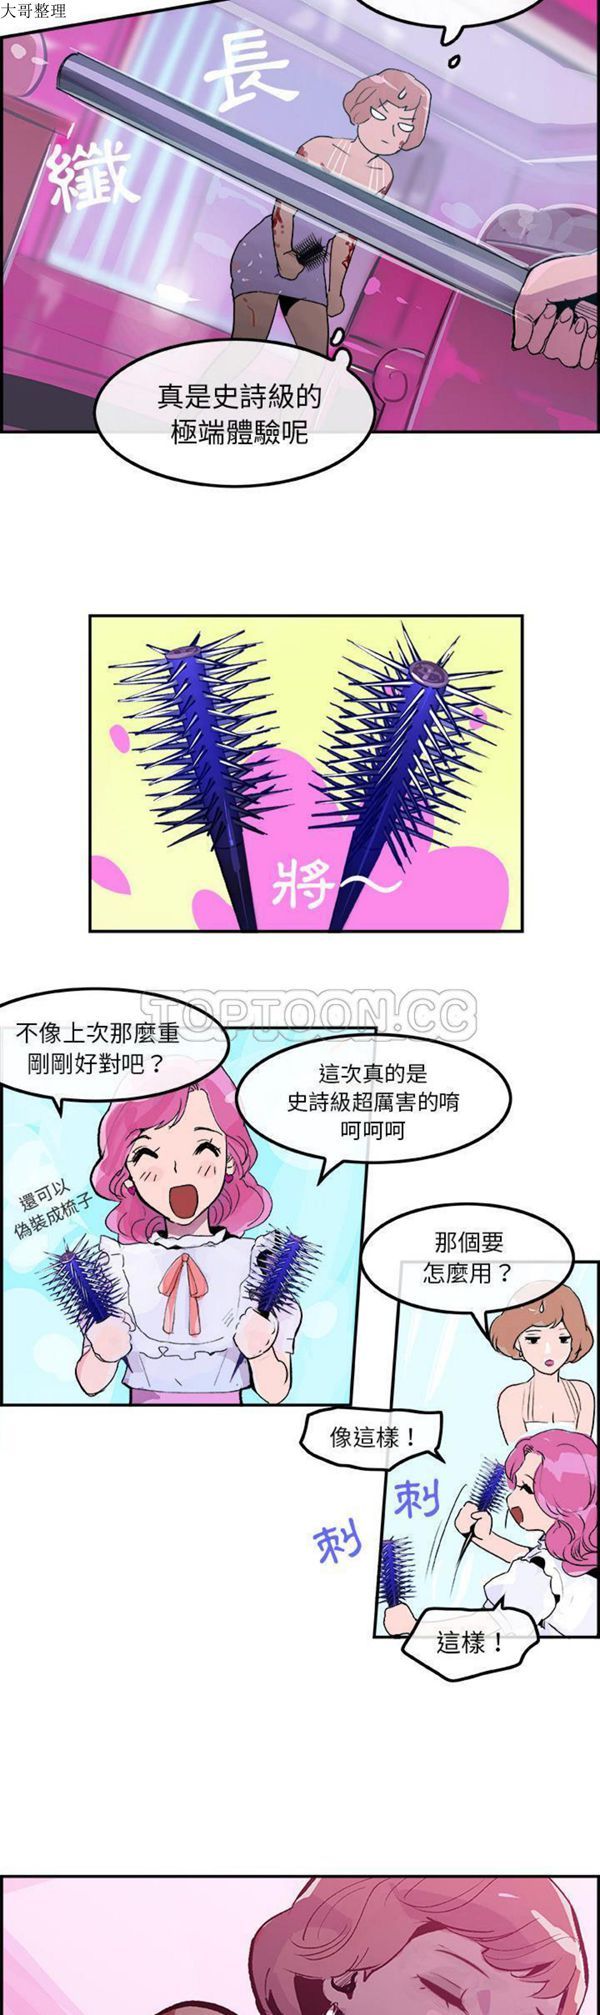 大哥整理
長
纖
真是史詩級的
極端體驗呢
將～
TOPTOON.CC
不像上次那麼重
剛剛好對吧？
這次真的是
史詩級超厲害的唷
呵呵呵
還可以
偽裝成梳子
那個要
怎麼用？
像這樣！
刺
刺
這樣！